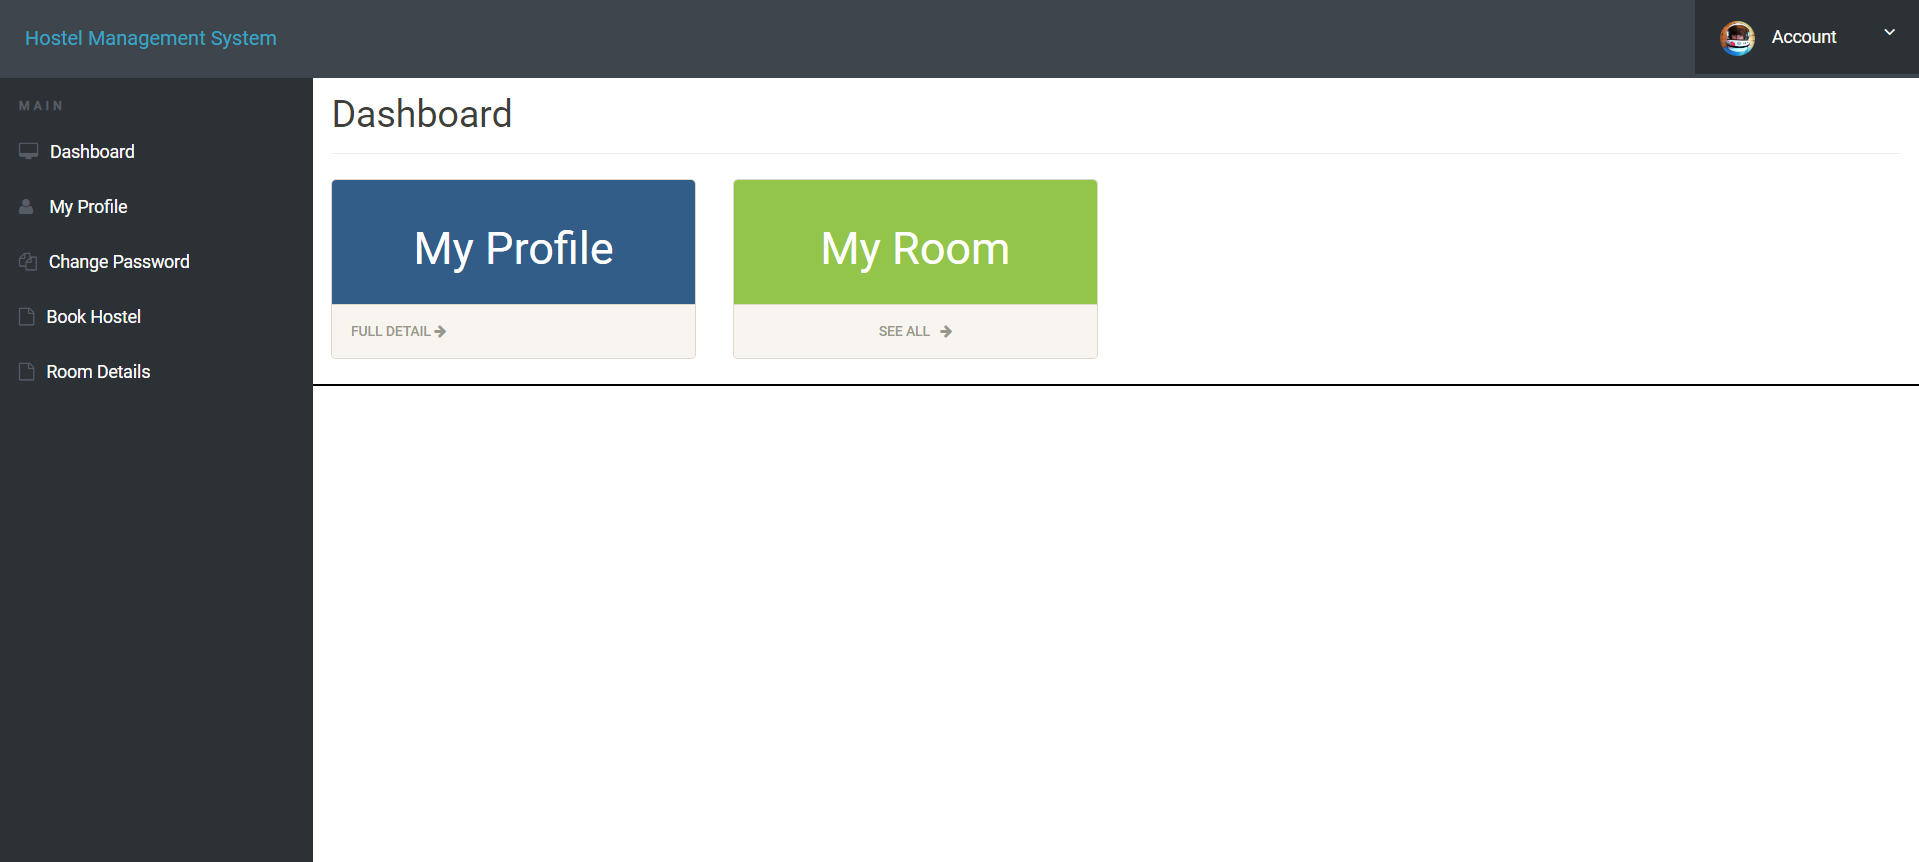 Hostel Management System
Account
MAIN
Dashboard
My Profile
Change Password
Book Hostel
Room Details
Dashboard
My Profile
FULL DETAIL
My Room
SEE ALL